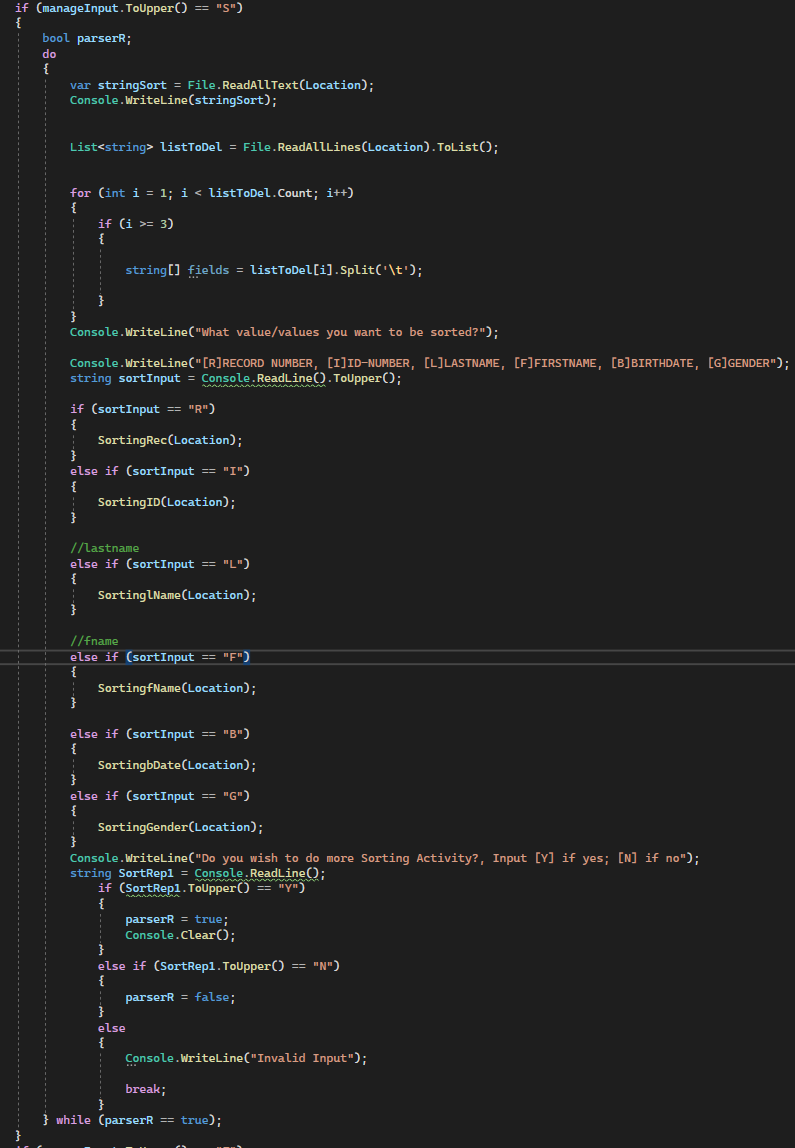 if (manageInput.ToUpper() == "S")
{
bool parserR;
do
{
var stringSort = File.ReadAllText(Location);
Console.WriteLine(stringSort);
List<string> listToDel = File.ReadAllLines(Location).ToList();
for (int i = 1; i < listToDel.Count; i++)
{
if (i >= 3)
{
string[] fields = listToDel[i].Split('\t');
}
}
Console.WriteLine("What value/values you want to be sorted?");
Console.WriteLine("[R]RECORD NUMBER, [I]ID-NUMBER, [L]LASTNAME, [F]FIRSTNAME, [B]BIRTHDATE, [G]GENDER");
string sortInput = Console.ReadLine().ToUpper();
if (sortInput == "R")
{
SortingRec(Location);
}
else if (sortInput == "I")
{
SortingID(Location);
}
//lastname
else if (sortInput == "L")
{
SortinglName(Location);
}
//fname
else if (sortInput == "F")
{
SortingfName(Location);
}
else if (sortInput == "B")
{
SortingbDate(Location);
}
else if (sortInput == "G")
{
SortingGender(Location);
}
Console.WriteLine("Do you wish to do more Sorting Activity?, Input [Y] if yes; [N] if no");
string SortRep1 = Console.ReadLine();
if (SortRep1.ToUpper() == "Y")
{
parserR = true;
Console.Clear();
}
else if (SortRep1.ToUpper() == "N")
{
parserR = false;
}
else
{
Console.WriteLine("Invalid Input");
break;
}
} while (parserR == true);
}